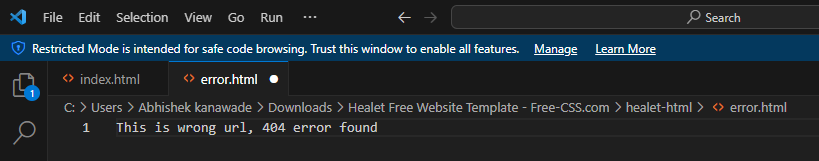 File Edit Selection View Go Run ... Search
Restricted Mode is intended for safe code browsing. Trust this window to enable all features. Manage Learn More
index.html error.html
1
C: > Users > Abhishek kanawade > Downloads > Healet Free Website Template - Free-CSS.com > healet-html > error.html
1 This is wrong url, 404 error found